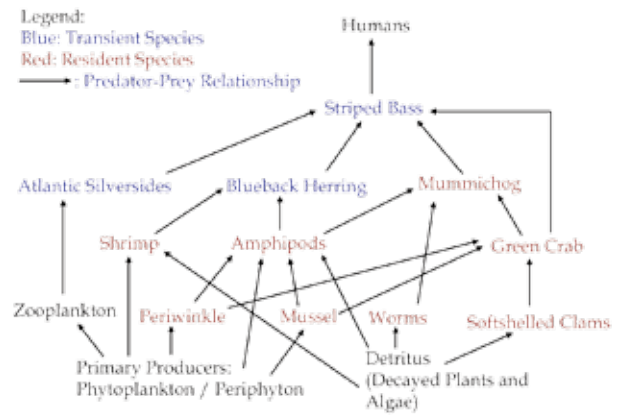 Legend:
Blue: Transient Species
Red: Resident Species
: Predator-Prey Relationship
Humans
Striped Bass
Atlantic Silversides
Blueback Herring
Mummichog
Shrimp
Amphipods
Green Crab
Zooplankton
Periwinkle
Mussel
Worms
Softshelled Clams
Primary Producers:
Phytoplankton / Periphyton
Detritus
(Decayed Plants and
Algae)